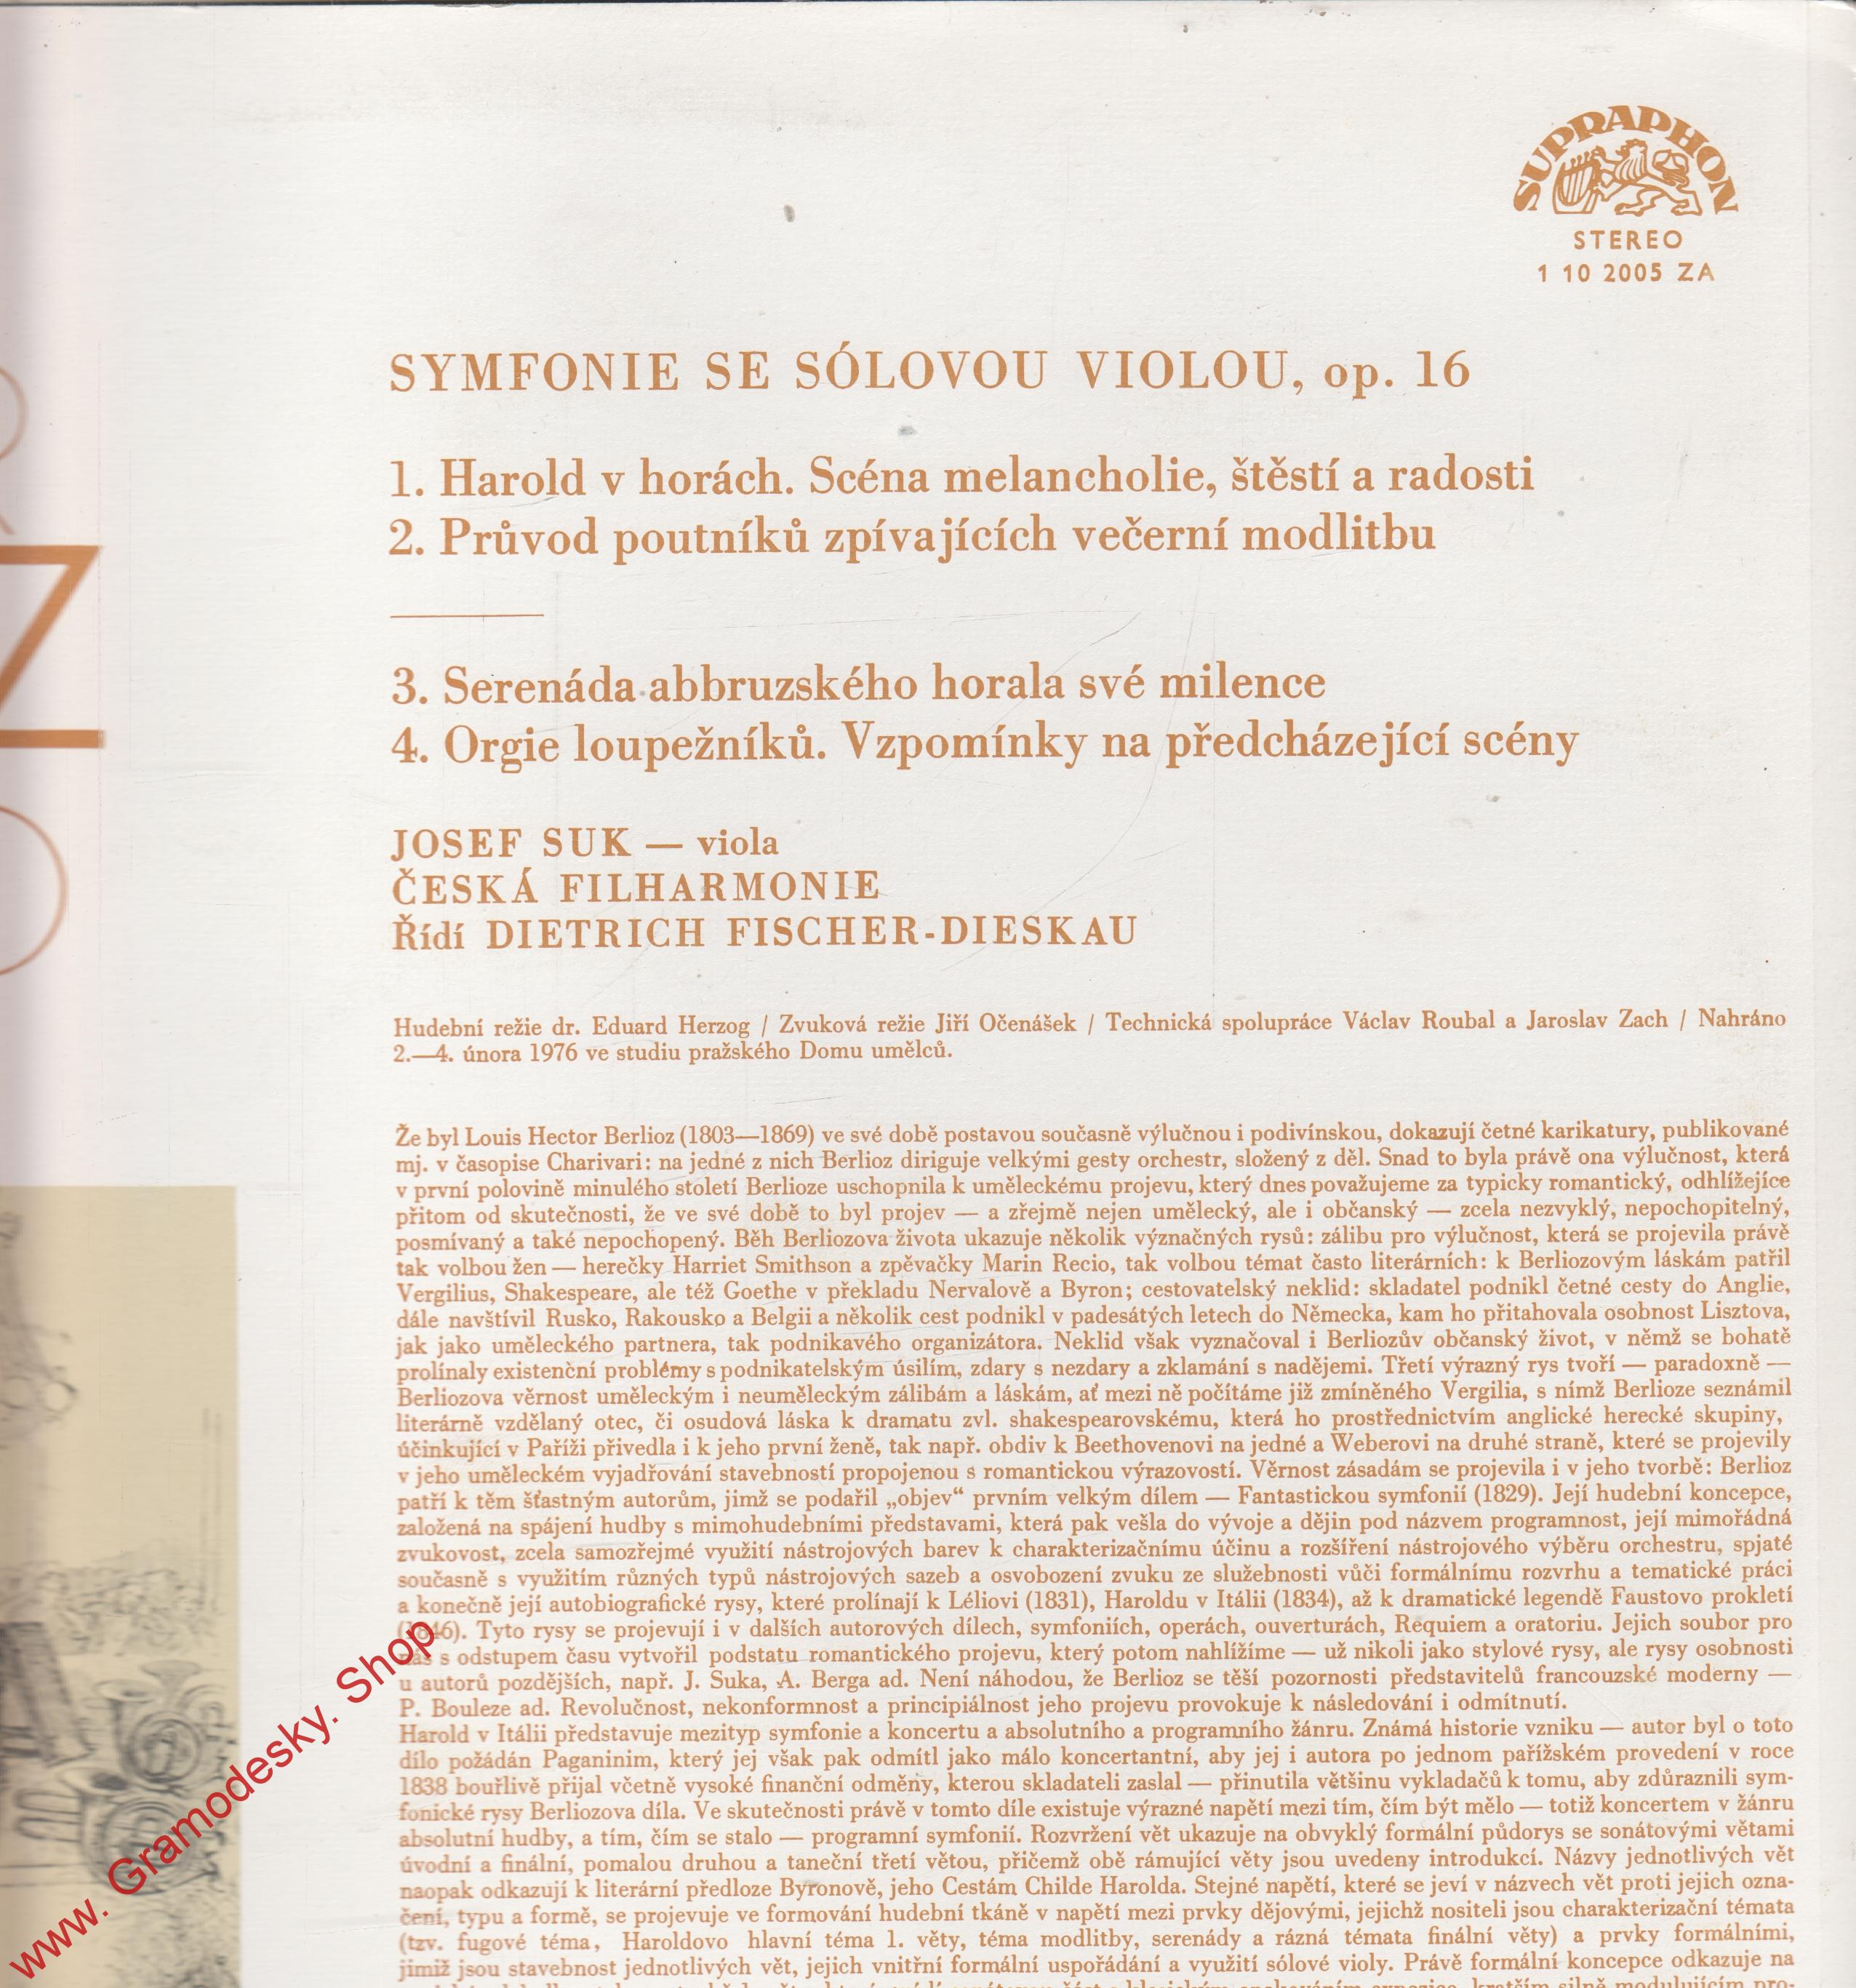 SUPRAPHON
STEREO
1 10 2005 ZA
SYMFONIE SE SÓLOVOU VIOLOU, op. 16
1. Harold v horách. Scéna melancholie, štěstí a radosti
2. Průvod poutníků zpívajících večerní modlitbu
3. Serenáda abbruzského horala své milence
4. Orgie loupežníků. Vzpomínky na předcházející scény
JOSEF SUK — viola
ČESKÁ FILHARMONIE
Řídí DIETRICH FISCHER-DIESKAU
Hudební režie dr. Eduard Herzog / Zvuková režie Jiří Očenášek / Technická spolupráce Václav Roubal a Jaroslav Zach / Nahráno
2.—4. února 1976 ve studiu pražského Domu umělců.
Že byl Louis Hector Berlioz (1803—1869) ve své době postavou současně výlučnou i podivínskou, dokazují četné karikatury, publikované
mj. v časopise Charivari: na jedné z nich Berlioz diriguje velkými gesty orchestr, složený z děl. Snad to byla právě ona výlučnost, která
v první polovině minulého století Berlioze uschopnila k uměleckému projevu, který dnes považujeme za typicky romantický, odhlížejíce
přitom od skutečnosti, že ve své době to byl projev — a zřejmě nejen umělecký, ale i občanský — zcela nezvyklý, nepochopitelný,
posmívaný a také nepochopený. Běh Berliozova života ukazuje několik význačných rysů: zálibu pro výlučnost, která se projevila právě
tak volbou žen — herečky Harriet Smithson a zpěvačky Marin Recio, tak volbou témat často literárních: k Berliozovým láskám patřil
Vergilius, Shakespeare, ale též Goethe v překladu Nervalově a Byron; cestovatelský neklid: skladatel podnikl četné cesty do Anglie,
dále navštívil Rusko, Rakousko a Belgii a několik cest podnikl v padesátých letech do Německa, kam ho přitahovala osobnost Lisztova,
jak jako uměleckého partnera, tak podnikavého organizátora. Neklid však vyznačoval i Berliozův občanský život, v němž se bohatě
prolínaly existenční problémy s podnikatelským úsilím, zdary s nezdary a zklamání s nadějemi. Třetí výrazný rys tvoří — paradoxně —
Berliozova věrnost uměleckým i neuměleckým zálibám a láskám, ať mezi ně počítáme již zmíněného Vergilia, s nímž Berlioze seznámil
literárně vzdělaný otec, či osudová láska k dramatu zvl. shakespearovskému, která ho prostřednictvím anglické herecké skupiny,
účinkující v Paříži přivedla i k jeho první ženě, tak např. obdiv k Beethovenovi na jedné a Weberovi na druhé straně, které se projevily
v jeho uměleckém vyjadřování stavebností propojenou s romantickou výrazovostí. Věrnost zásadám se projevila i v jeho tvorbě: Berlioz
patří k těm šťastným autorům, jimž se podařil „objev“ prvním velkým dílem — Fantastickou symfonií (1829). Její hudební koncepce,
založená na spájení hudby s mimohudebními představami, která pak vešla do vývoje a dějin pod názvem programnost, její mimořádná
zvukovost, zcela samozřejmé využití nástrojových barev k charakterizačnímu účinu a rozšíření nástrojového výběru orchestru, spjaté
současně s využitím různých typů nástrojových sazeb a osvobození zvuku ze služebnosti vůči formálnímu rozvrhu a tematické práci
a konečně její autobiografické rysy, které prolínají k Léliovi (1831), Haroldu v Itálii (1834), až k dramatické legendě Faustovo prokletí
(1846). Tyto rysy se projevují i v dalších autorových dílech, symfoniích, operách, ouverturách, Requiem a oratoriu. Jejich soubor pro
nás s odstupem času vytvořil podstatu romantického projevu, který potom nahlížíme — už nikoli jako stylové rysy, ale rysy osobnosti
u autorů pozdějších, např. J. Suka, A. Berga ad. Není náhodou, že Berlioz se těší pozornosti představitelů francouzské moderny —
P. Bouleze ad. Revolučnost, nekonformnost a principiálnost jeho projevu provokuje k následování i odmítnutí.
Harold v Itálii představuje mezityp symfonie a koncertu a absolutního a programního žánru. Známá historie vzniku — autor byl o toto
dílo požádán Paganinim, který jej však pak odmítl jako málo koncertantní, aby jej i autora po jednom pařížském provedení v roce
1838 bouřlivě přijal včetně vysoké finanční odměny, kterou skladateli zaslal — přinutila většinu vykladačů k tomu, aby zdůraznili sym-
fonické rysy Berliozova díla. Ve skutečnosti právě v tomto díle existuje výrazné napětí mezi tím, čím být mělo — totiž koncertem v žánru
absolutní hudby, a tím, čím se stalo — programní symfonií. Rozvržení vět ukazuje na obvyklý formální půdorys se sonátovými větami
úvodní a finální, pomalou druhou a taneční třetí větou, přičemž obě rámující věty jsou uvedeny introdukcí. Názvy jednotlivých vět
naopak odkazují k literární předloze Byronově, jeho Cestám Childe Harolda. Stejné napětí, které se jeví v názvech vět proti jejich ozna-
čení, typu a formě, se projevuje ve formování hudební tkáně v napětí mezi prvky dějovými, jejichž nositeli jsou charakterizační témata
(tzv. fugové téma, Haroldovo hlavní téma 1. věty, téma modlitby, serenády a rázná témata finální věty) a prvky formálními,
jimiž jsou stavebnost jednotlivých vět, jejich vnitřní formální uspořádání a využití sólové violy. Právě formální koncepce odkazuje na
www. Gramodesky. Shop